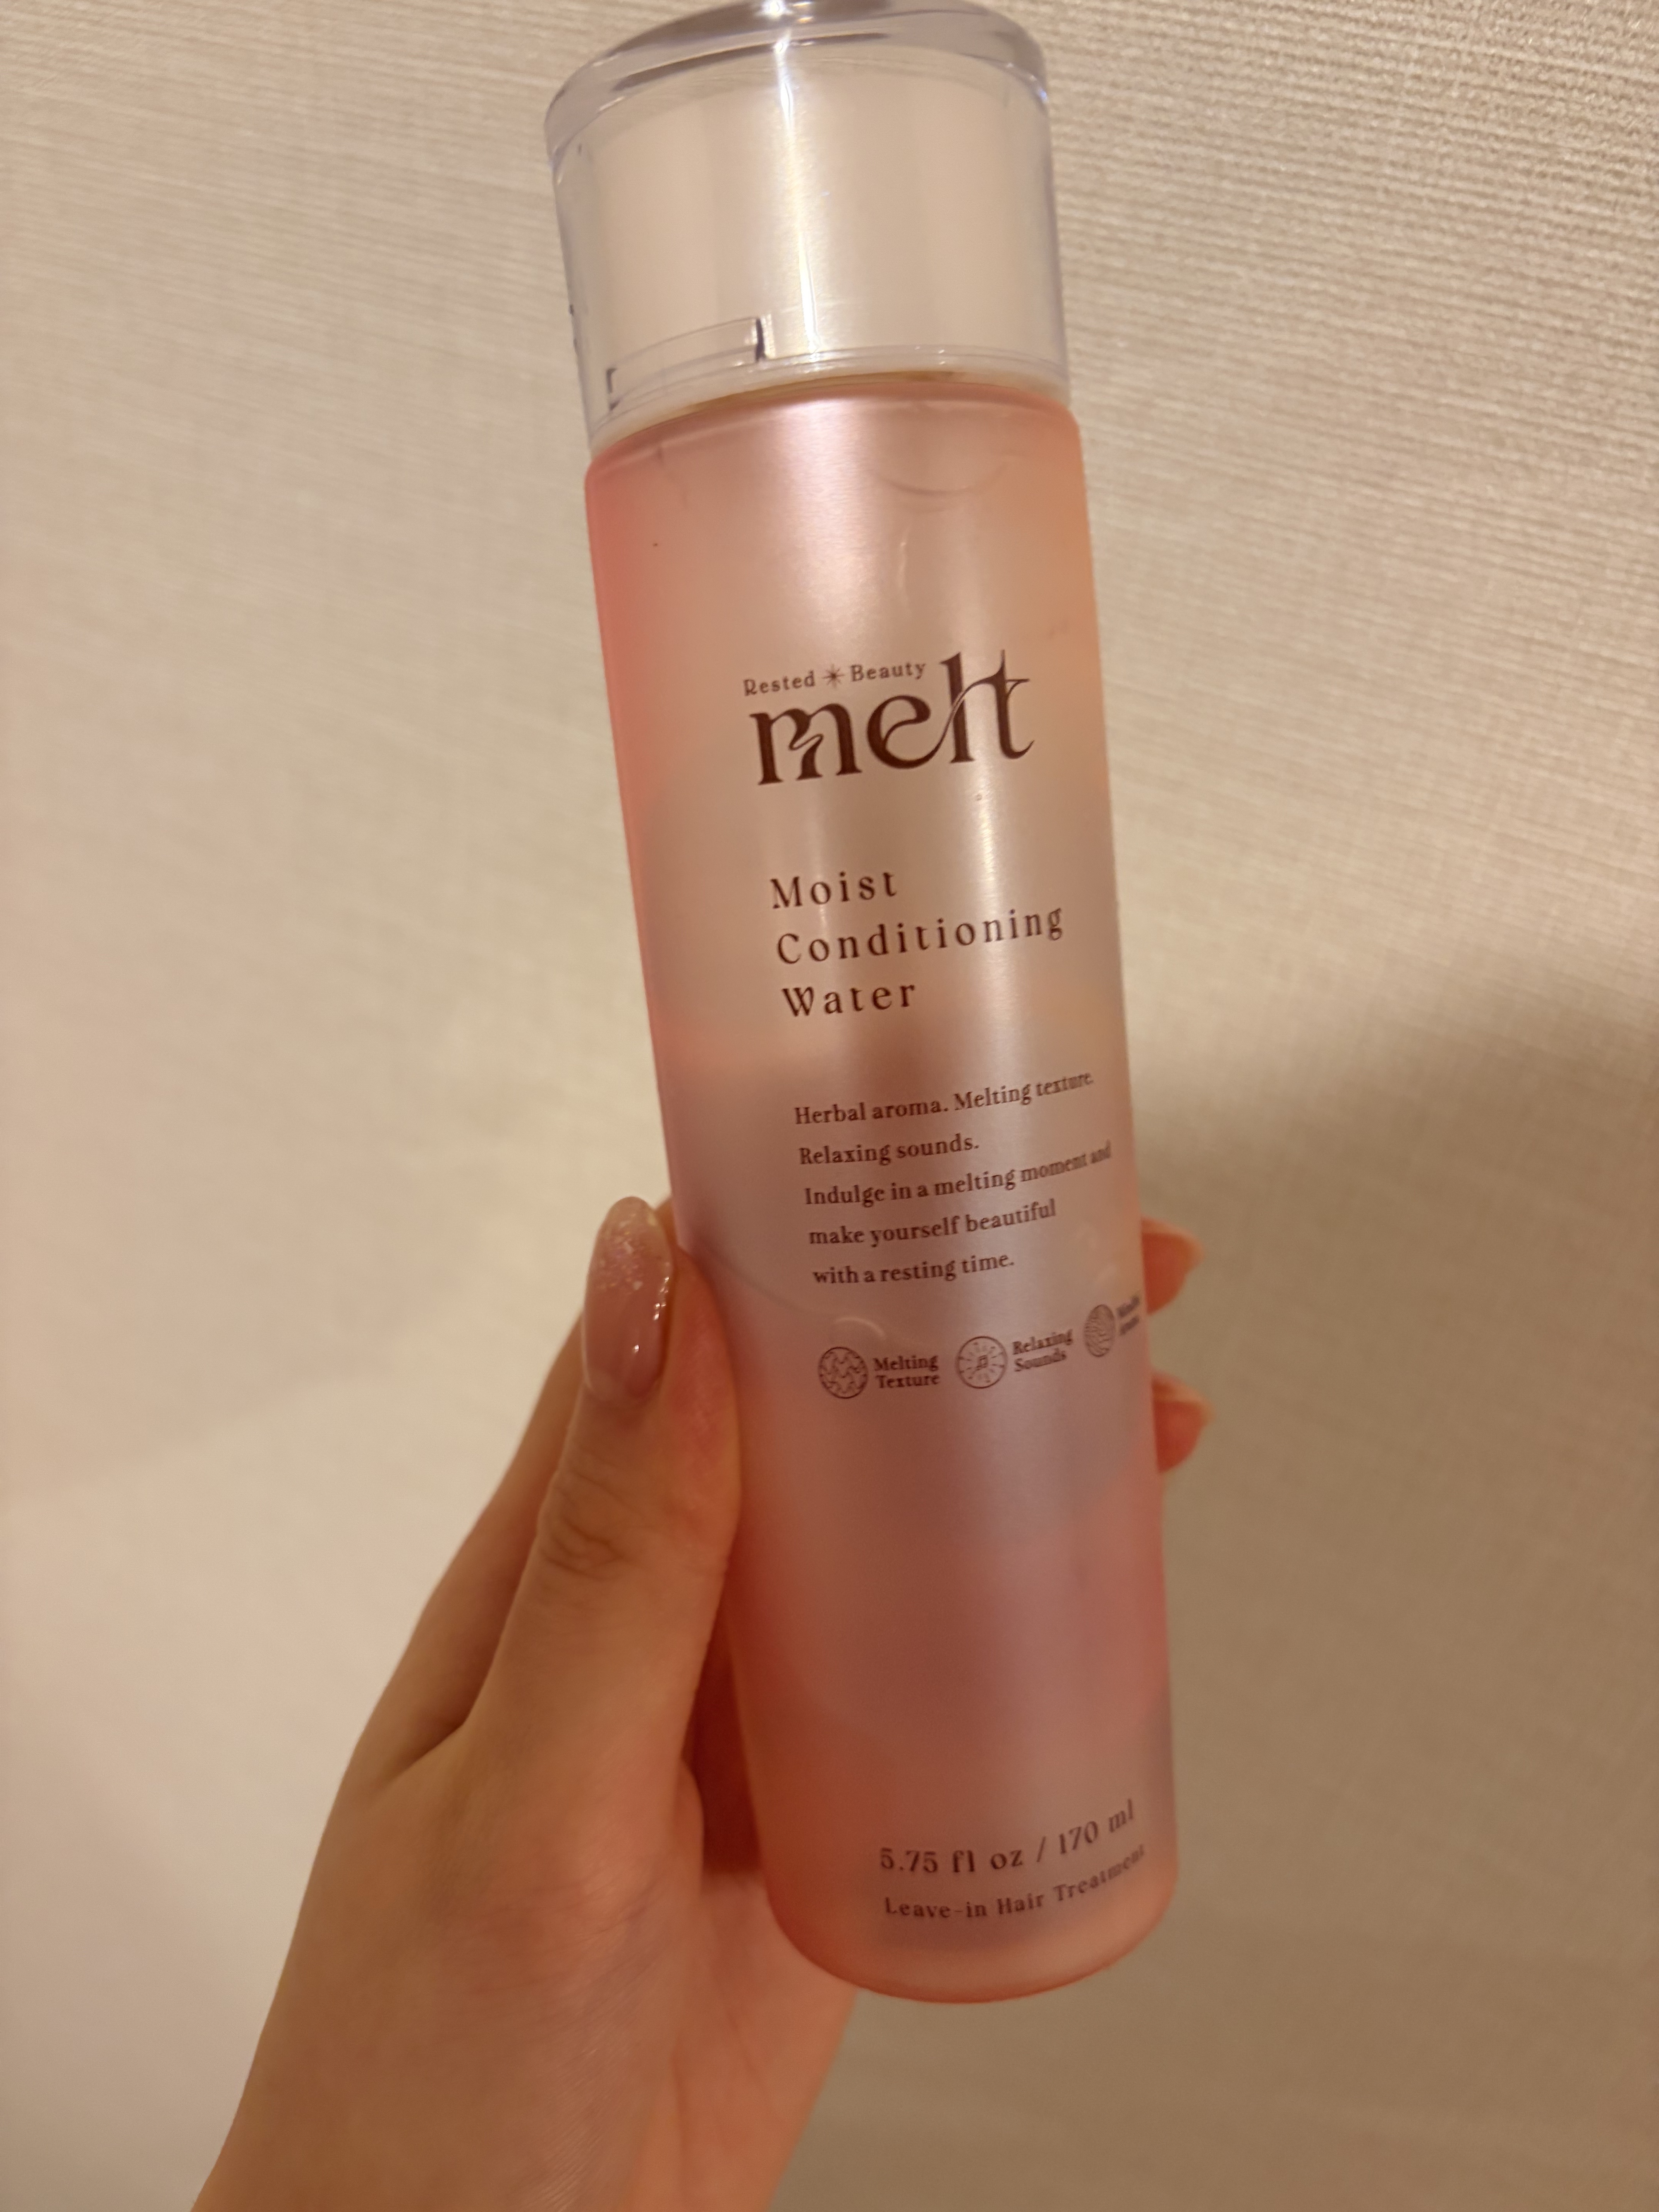 Rested Beauty
melt
Moist
Conditioning
Water
Herbal aroma. Melting texture.
Relaxing sounds.
Indulge in a melting moment and
make yourself beautiful
with a resting time.
Melting
Texture
Relaxing
Sounds
5.75 fl oz / 170 ml
Leave-in Hair Treatment